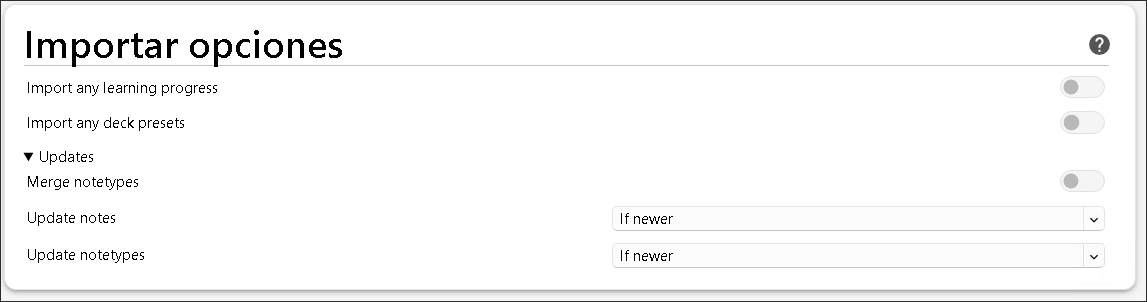 Importar opciones
?
Import any learning progress
Import any deck presets
▼ Updates
Merge notetypes
Update notes If newer
Update notetypes If newer